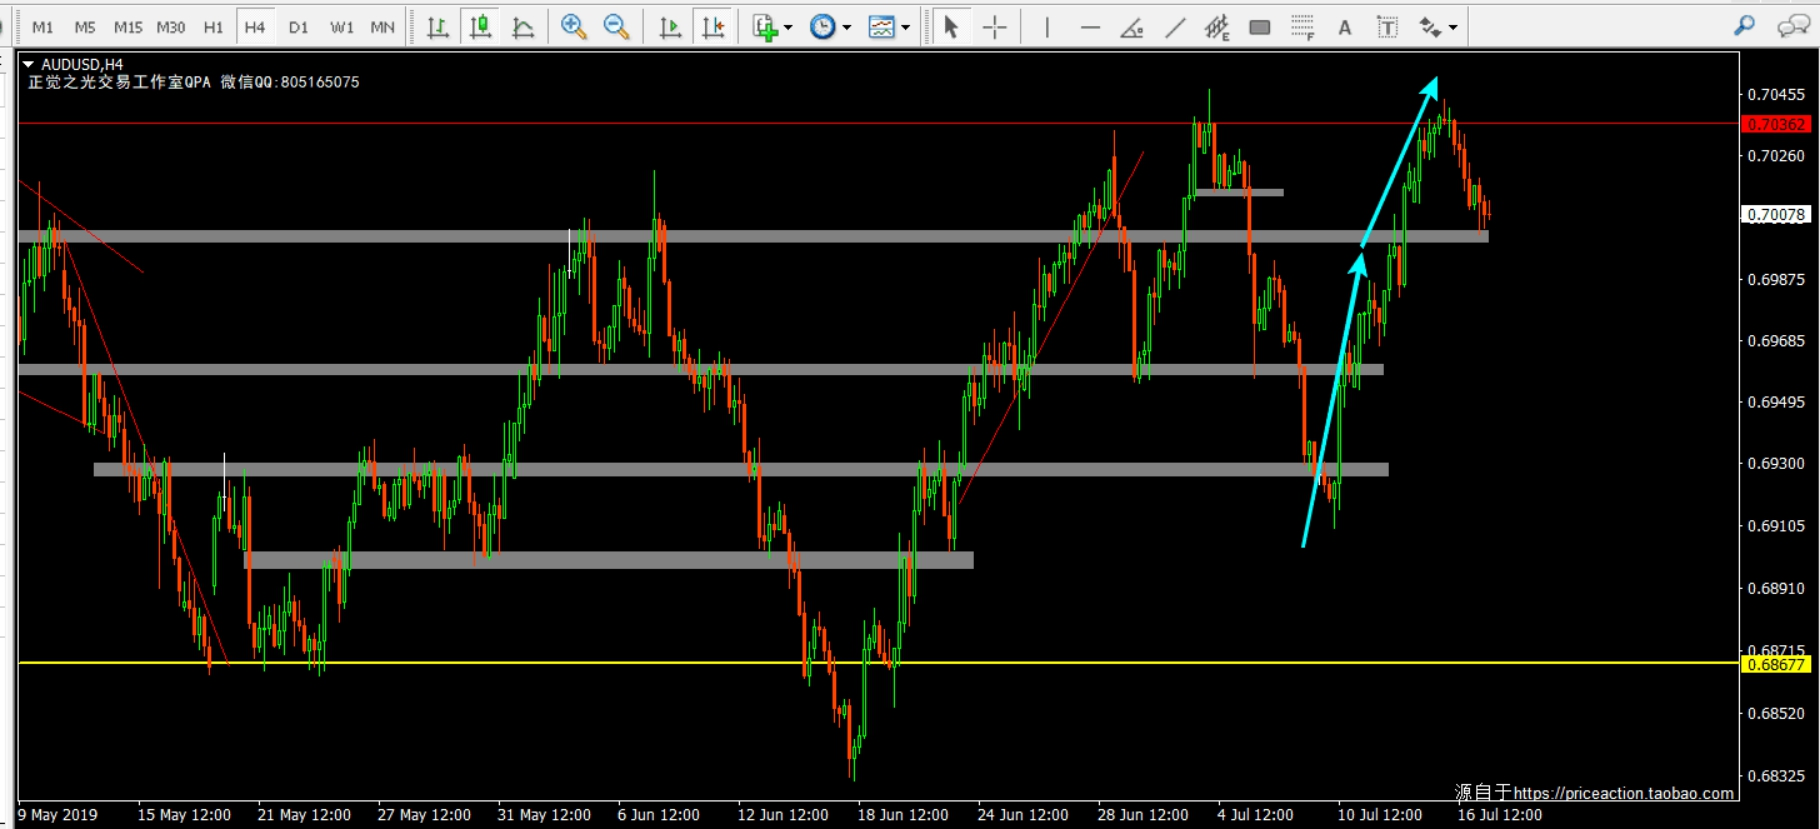 M1 M5 M15 M30 H1 H4 D1 W1 MN
E F A T
AUDUSD,H4
正觉之光交易工作室QPA 微信QQ:805165075
0.70455
0.70362
0.70260
0.70078
0.69875
0.69685
0.69495
0.69300
0.69105
0.68910
0.68715
0.68677
0.68520
0.68325
源自于https://priceaction.taobao.com
9 May 2019 15 May 12:00 21 May 12:00 27 May 12:00 31 May 12:00 6 Jun 12:00 12 Jun 12:00 18 Jun 12:00 24 Jun 12:00 28 Jun 12:00 4 Jul 12:00 10 Jul 12:00 16 Jul 12:00